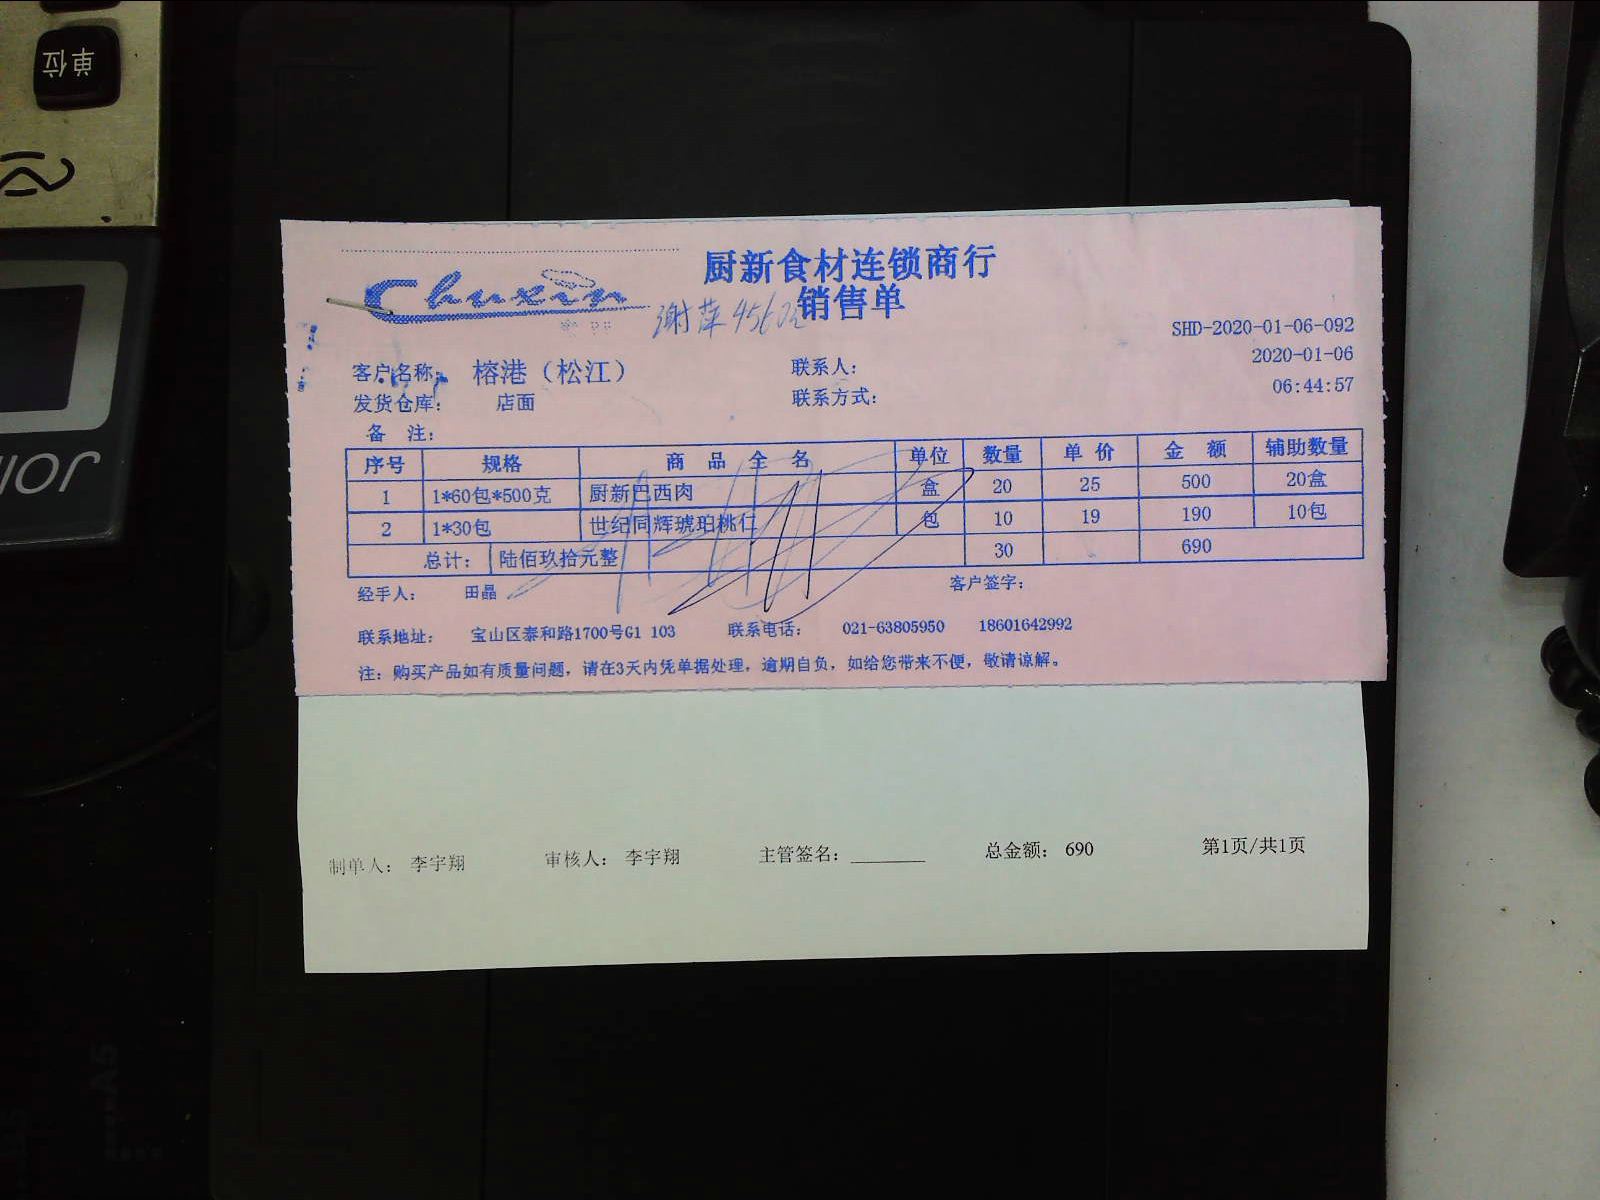 单位
厨新食材连锁商行
Chuxin
销售单
谢萍
SHD-2020-01-06-092
2020-01-06
06:44:57
客户名称: 榕港（松江） 联系人:
发货仓库: 店面 联系方式:
备 注:
序号 规格 商 品 全 名 单位 数量 单 价 金 额 辅助数量
1 1*60包*500克 厨新巴西肉 盒 20 25 500 20盒
2 1*30包 世纪同辉琥珀桃仁 包 10 19 190 10包
总计: 陆佰玖拾元整 30 690
经手人: 田晶 客户签字:
联系地址: 宝山区泰和路1700号G1 103 联系电话: 021-63805950 18601642992
注: 购买产品如有质量问题, 请在3天内凭单据处理, 逾期自负, 如给您带来不便, 敬请谅解。
制单人: 李宇翔 审核人: 李宇翔 主管签名: 总金额: 690 第1页/共1页